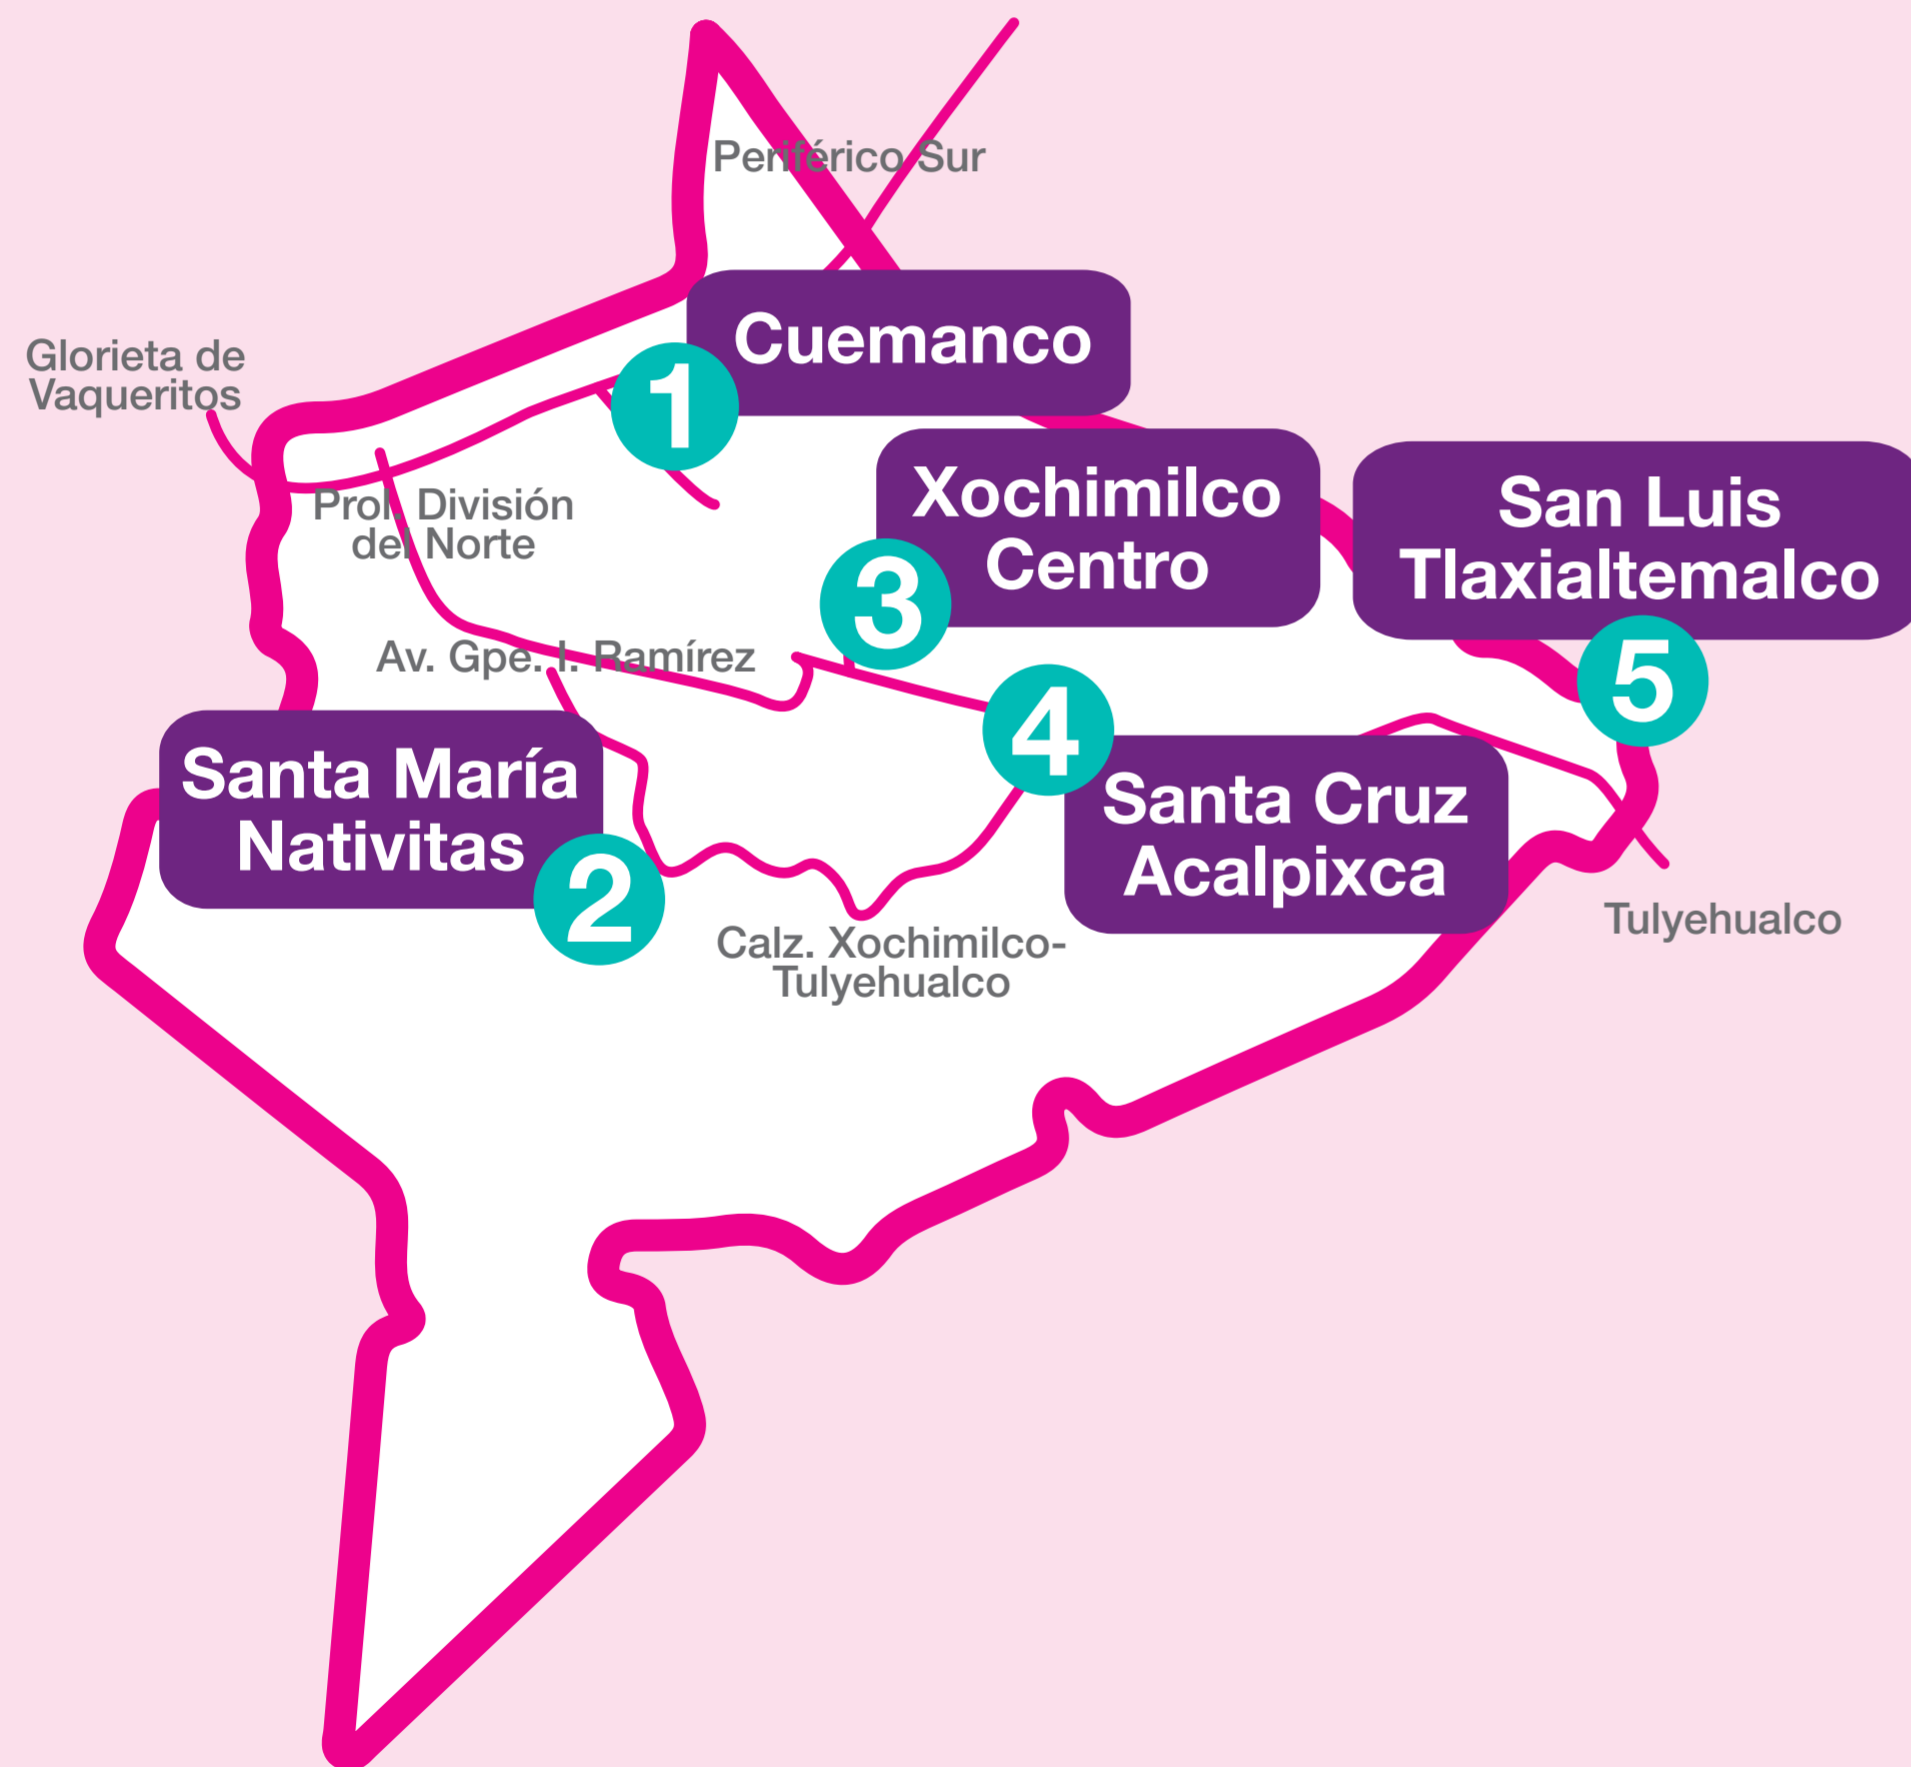 Periférico Sur
Cuemanco
1
Glorieta de
Vaqueritos
Prol. División
del Norte
Xochimilco
Centro
3
San Luis
Tlaxialtemalco
5
Av. Gpe. I. Ramírez
4
Santa María
Nativitas
2
Santa Cruz
Acalpixca
Tulyehualco
Calz. Xochimilco-
Tulyehualco